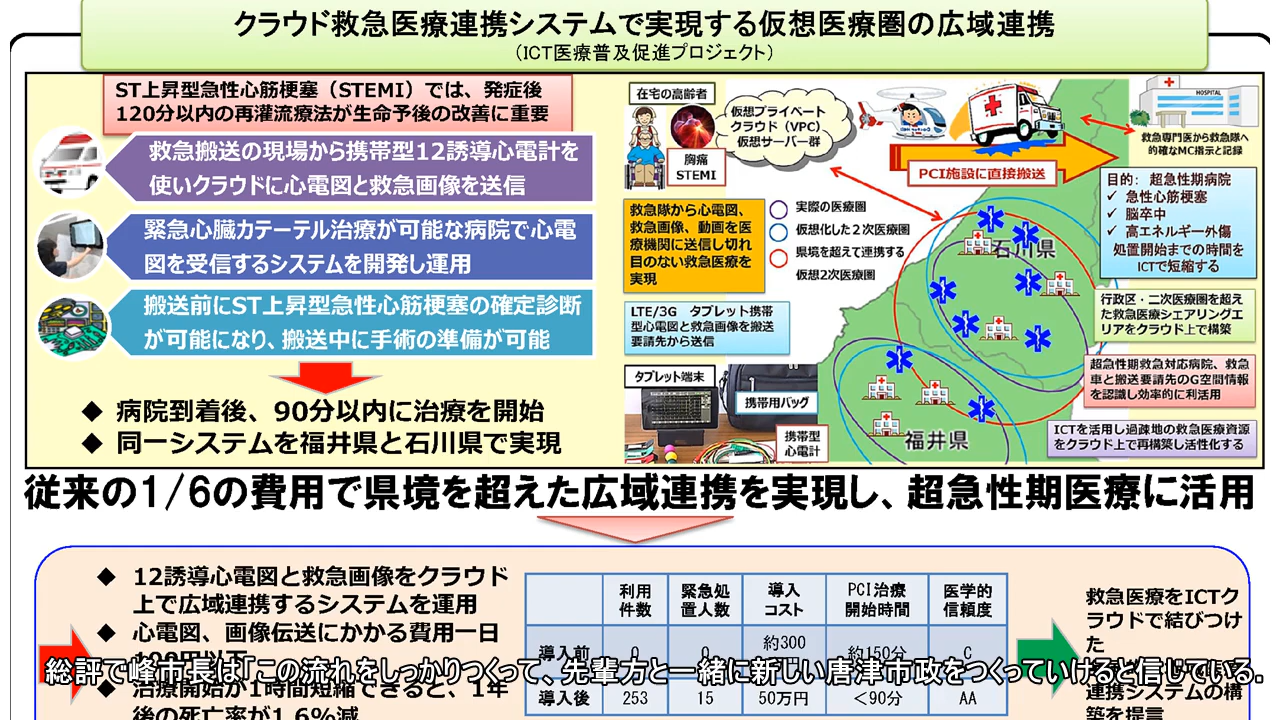 クラウド救急医療連携システムで実現する仮想医療圏の広域連携
（ICT医療普及促進プロジェクト）
ST上昇型急性心筋梗塞（STEMI）では、発症後
120分以内の再灌流療法が生命予後の改善に重要
救急搬送の現場から携帯型12誘導心電計を
使いクラウドに心電図と救急画像を送信
緊急心臓カテーテル治療が可能な病院で心電
図を受信するシステムを開発し運用
搬送前にST上昇型急性心筋梗塞の確定診断
が可能になり、搬送中に手術の準備が可能
◆ 病院到着後、90分以内に治療を開始
◆ 同一システムを福井県と石川県で実現
在宅の高齢者
胸痛
STEMI
仮想プライベート
クラウド（VPC）
仮想サーバー群
PCI施設に直接搬送
HOSPITAL
救急専門医から救急隊へ
的確なMC指示と記録
救急隊から心電図、
救急画像、動画を医
療機関に送信し切れ
目のない救急医療を
実現
実際の医療圏
仮想化した２次医療圏
県境を超えて連携する
仮想2次医療圏
目的： 超急性期病院
✓ 急性心筋梗塞
✓ 脳卒中
✓ 高エネルギー外傷
処置開始までの時間を
ICTで短縮する
石川県
福井県
LTE/3G タブレット携帯
型心電図と救急画像を搬送
要請先から送信
タブレット端末
携帯用バッグ
携帯型
心電計
行政区・二次医療圏を超え
た救急医療シェアリングエ
リアをクラウド上で構築
超急性期救急対応病院、救急
車と搬送要請先のG空間情報
を認識し効率的に利活用
ICTを活用し過疎地の救急医療資源
をクラウド上で再構築し活性化する
従来の1/6の費用で県境を超えた広域連携を実現し、超急性期医療に活用
◆ 12誘導心電図と救急画像をクラウド
上で広域連携するシステムを運用
◆ 心電図、画像伝送にかかる費用一日
◆ 治療開始が1時間短縮できると、1年
後の死亡率が1.6%減
利用件数 緊急処置人数 導入コスト PCI治療開始時間 医学的信頼度
導入前 0 0 約300 約150分 C
導入後 253 15 50万円 <90分 AA
救急医療をICTク
ラウドで結びつけ
た
連携システムの構
築を提言
総評で峰市長は「この流れをしっかりつくって、先輩方と一緒に新しい唐津市政をつくっていけると信じている.